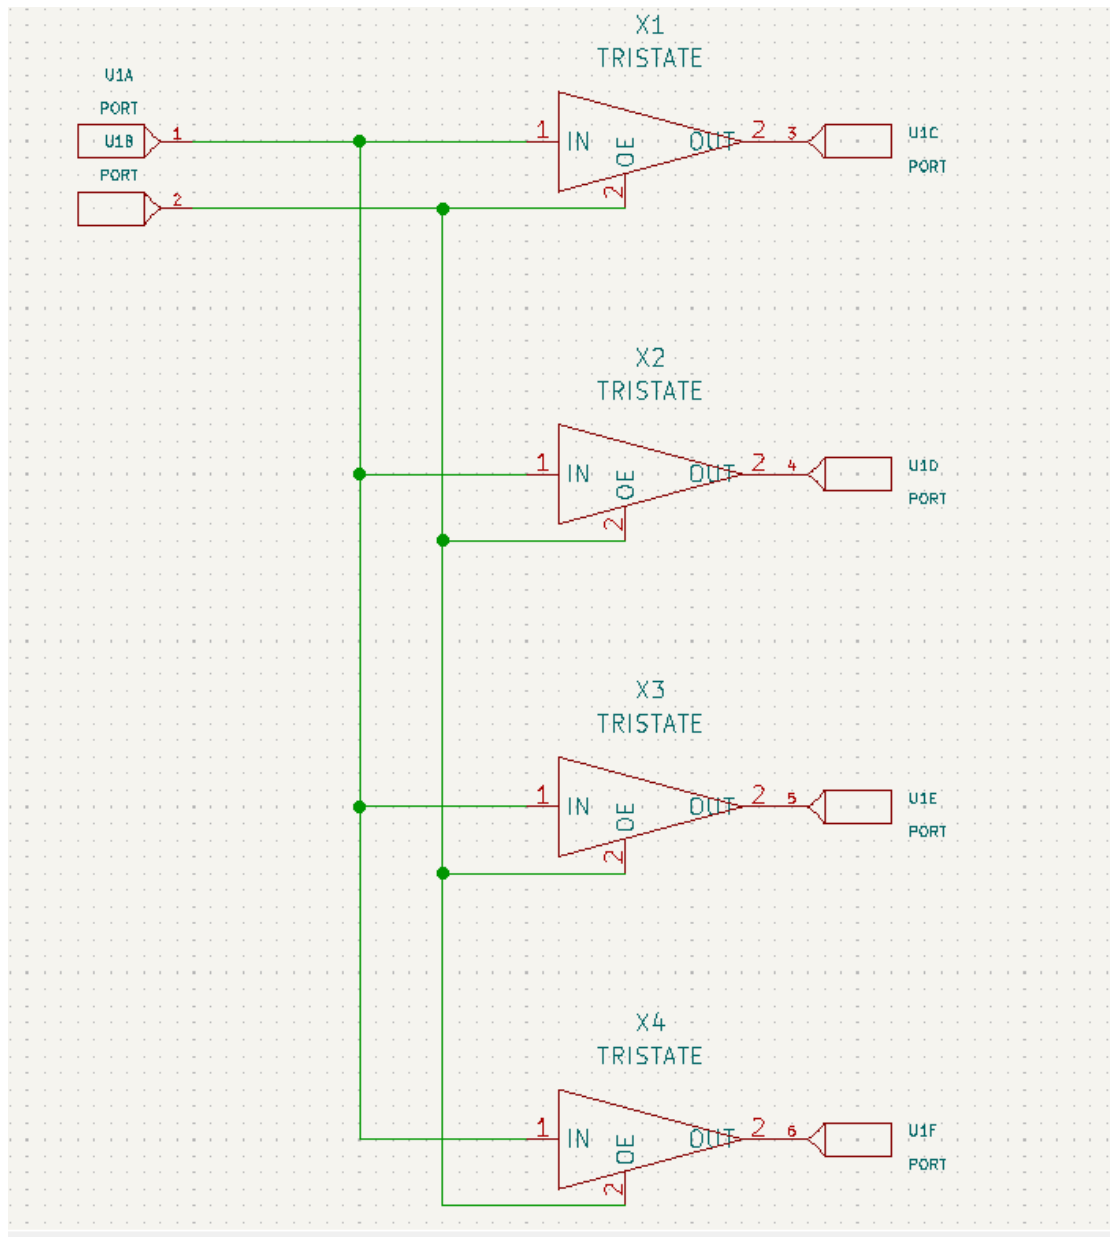 X1
TRISTATE
U1A
PORT
1
U1B
1
IN
OE
OUT
2
2
3
U1C
PORT
PORT
2
X2
TRISTATE
1
IN
OE
OUT
2
2
4
U1D
PORT
X3
TRISTATE
1
IN
OE
OUT
2
2
5
U1E
PORT
X4
TRISTATE
1
IN
OE
OUT
2
2
6
U1F
PORT